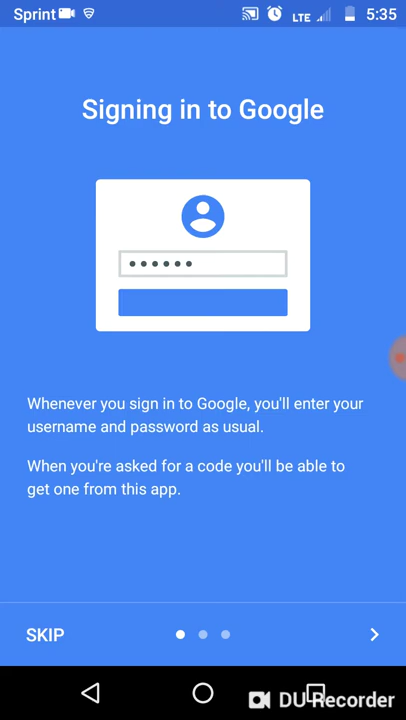 Sprint LTE 5:35
Signing in to Google
Whenever you sign in to Google, you'll enter your
username and password as usual.
When you're asked for a code you'll be able to
get one from this app.
SKIP
DU Recorder